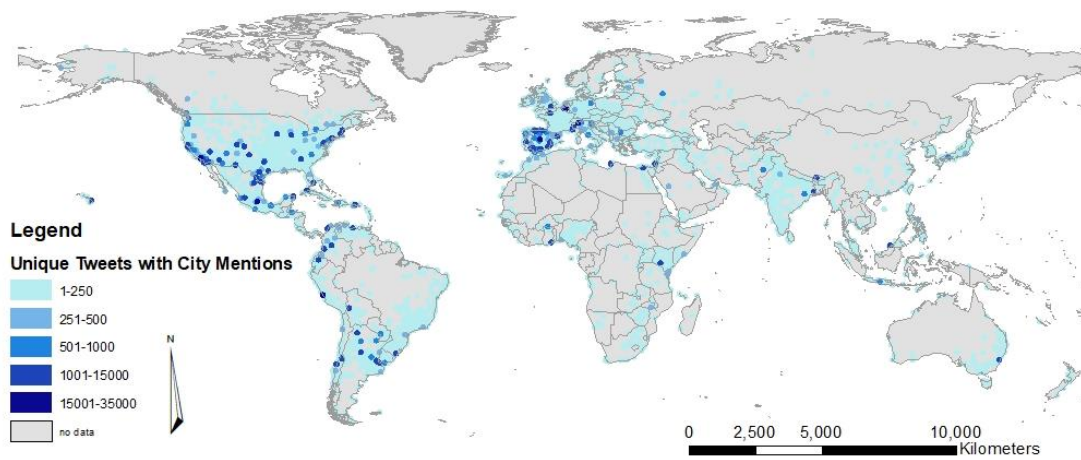 Legend
Unique Tweets with City Mentions
1-250
251-500
501-1000
1001-15000
15001-35000
no data
N
0 2,500 5,000 10,000
Kilometers